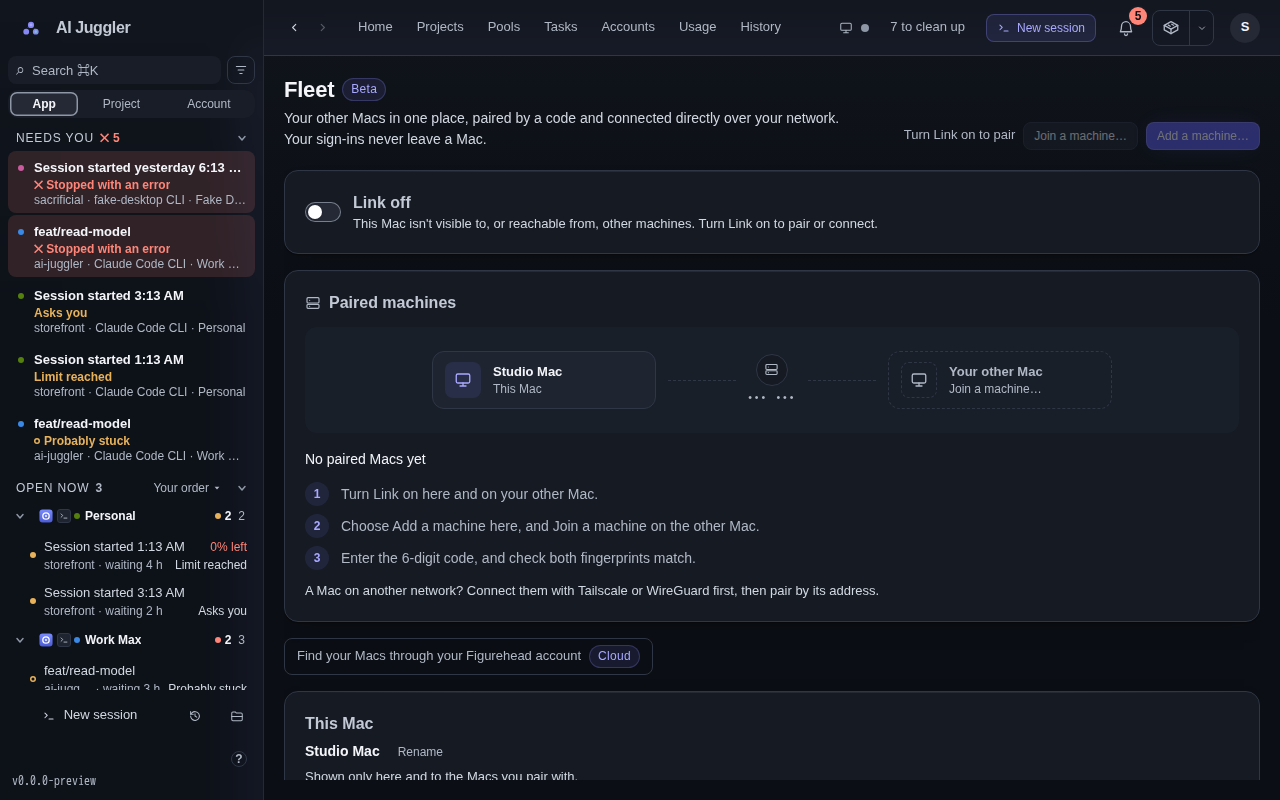 AI Juggler
Search ⌘K
App Project Account
NEEDS YOU 5
Session started yesterday 6:13 …
Stopped with an error
sacrificial · fake-desktop CLI · Fake D…
feat/read-model
Stopped with an error
ai-juggler · Claude Code CLI · Work …
Session started 3:13 AM
Asks you
storefront · Claude Code CLI · Personal
Session started 1:13 AM
Limit reached
storefront · Claude Code CLI · Personal
feat/read-model
Probably stuck
ai-juggler · Claude Code CLI · Work …
OPEN NOW 3 Your order
Personal 2 2
Session started 1:13 AM 0% left
storefront · waiting 4 h Limit reached
Session started 3:13 AM
storefront · waiting 2 h Asks you
Work Max 2 3
feat/read-model
ai-jugg… · waiting 3 h Probably stuck
New session
?
v0.0.0-preview
Home Projects Pools Tasks Accounts Usage History
7 to clean up
New session
5
S
Fleet Beta
Your other Macs in one place, paired by a code and connected directly over your network.
Your sign-ins never leave a Mac.
Turn Link on to pair Join a machine… Add a machine…
Link off
This Mac isn't visible to, or reachable from, other machines. Turn Link on to pair or connect.
Paired machines
Studio Mac
This Mac
••• •••
Your other Mac
Join a machine…
No paired Macs yet
1 Turn Link on here and on your other Mac.
2 Choose Add a machine here, and Join a machine on the other Mac.
3 Enter the 6-digit code, and check both fingerprints match.
A Mac on another network? Connect them with Tailscale or WireGuard first, then pair by its address.
Find your Macs through your Figurehead account Cloud
This Mac
Studio Mac Rename
Shown only here and to the Macs you pair with.